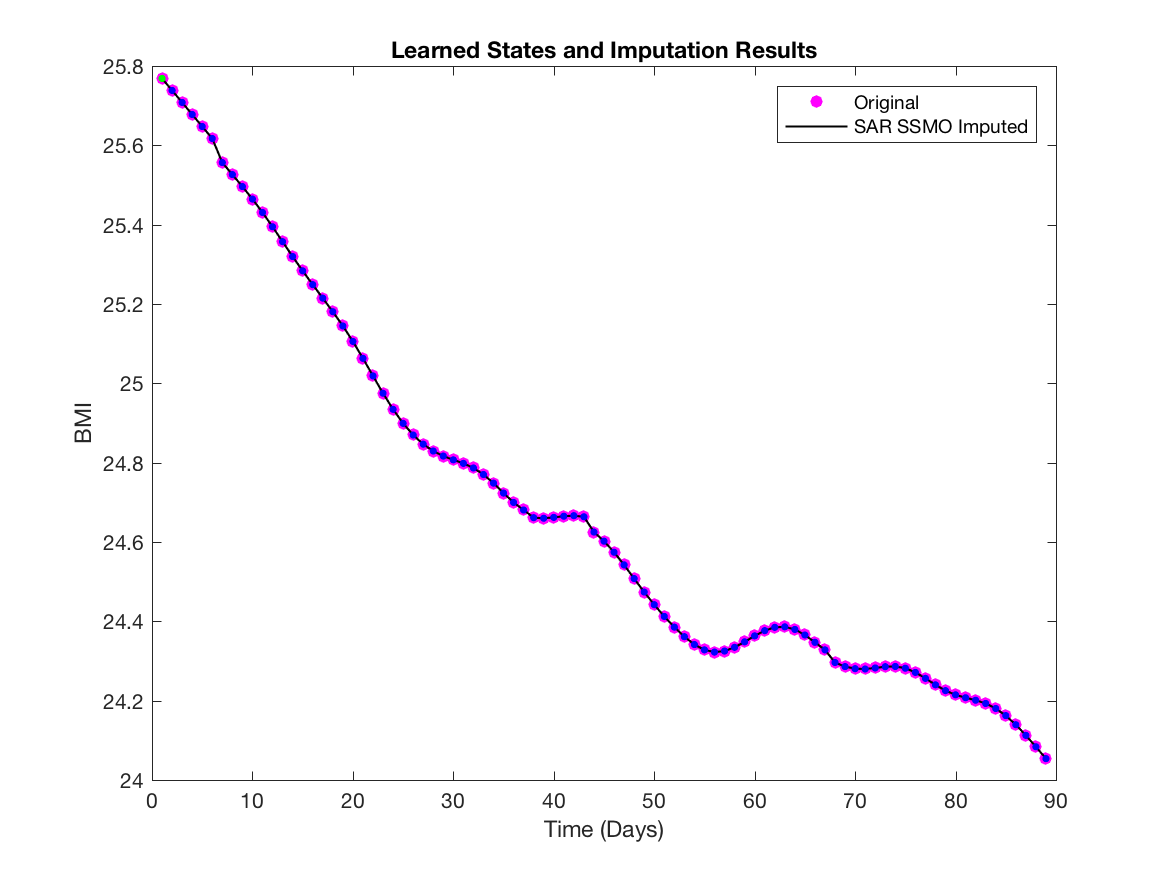 Learned States and Imputation Results
Original
SAR SSMO Imputed
25.8
25.6
25.4
25.2
25
24.8
24.6
24.4
24.2
24
BMI
0 10 20 30 40 50 60 70 80 90
Time (Days)